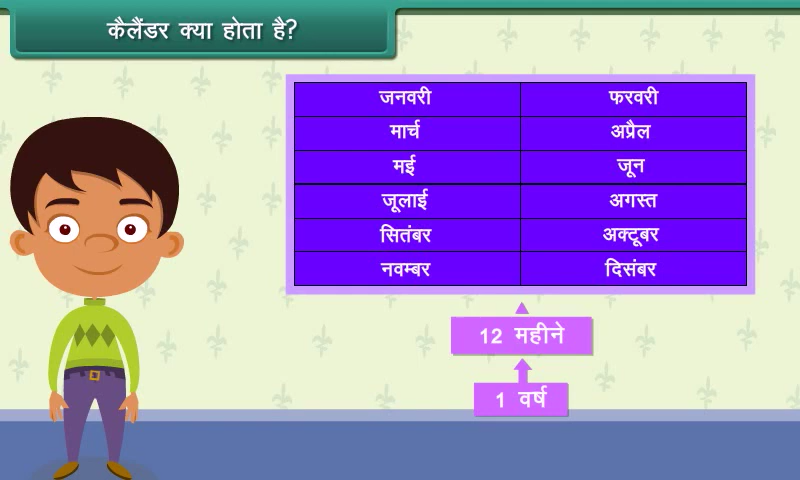 कैलैंडर क्या होता है?
जनवरी फरवरी
मार्च अप्रैल
मई जून
जूलाई अगस्त
सितंबर अक्टूबर
नवम्बर दिसंबर
12 महीने
1 वर्ष